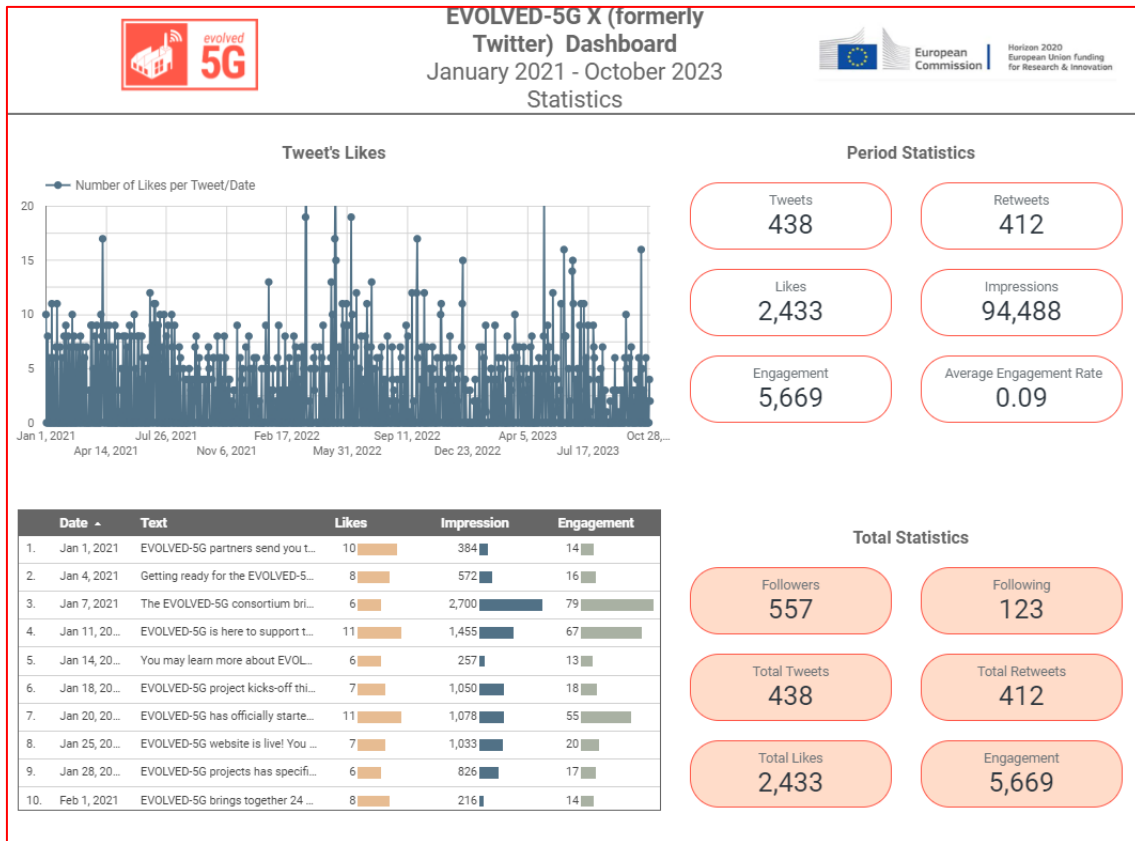 evolved
5G
EVOLVED-5G X (formerly
Twitter) Dashboard
January 2021 - October 2023
Statistics
European
Commission
Horizon 2020
European Union funding
for Research & Innovation
Tweet's Likes
Number of Likes per Tweet/Date
20
15
10
5
0
Jan 1, 2021
Apr 14, 2021
Jul 26, 2021
Nov 6, 2021
Feb 17, 2022
May 31, 2022
Sep 11, 2022
Dec 23, 2022
Apr 5, 2023
Jul 17, 2023
Oct 28,...
Period Statistics
Tweets
438
Retweets
412
Likes
2,433
Impressions
94,488
Engagement
5,669
Average Engagement Rate
0.09
Date Text Likes Impression Engagement
1. Jan 1, 2021 EVOLVED-5G partners send you t... 10 384 14
2. Jan 4, 2021 Getting ready for the EVOLVED-5... 8 572 16
3. Jan 7, 2021 The EVOLVED-5G consortium bri... 6 2,700 79
4. Jan 11, 20... EVOLVED-5G is here to support t... 11 1,455 67
5. Jan 14, 20... You may learn more about EVOL... 6 257 13
6. Jan 18, 20... EVOLVED-5G project kicks-off thi... 7 1,050 18
7. Jan 20, 20... EVOLVED-5G has officially starte... 11 1,078 55
8. Jan 25, 20... EVOLVED-5G website is live! You ... 7 1,033 20
9. Jan 28, 20... EVOLVED-5G projects has specifi... 6 826 17
10. Feb 1, 2021 EVOLVED-5G brings together 24 ... 8 216 14
Total Statistics
Followers
557
Following
123
Total Tweets
438
Total Retweets
412
Total Likes
2,433
Engagement
5,669